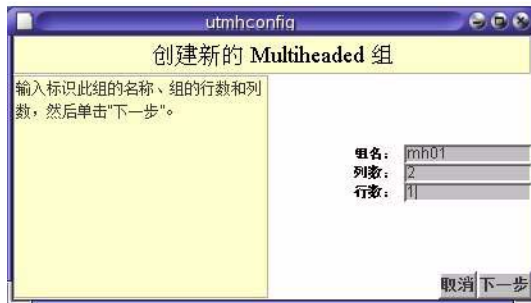 utmhconfig
创建新的 Multiheaded 组
输入标识此组的名称、组的行数和列
数，然后单击"下一步"。
组名： mh01
列数： 2
行数： 1
取消 下一步